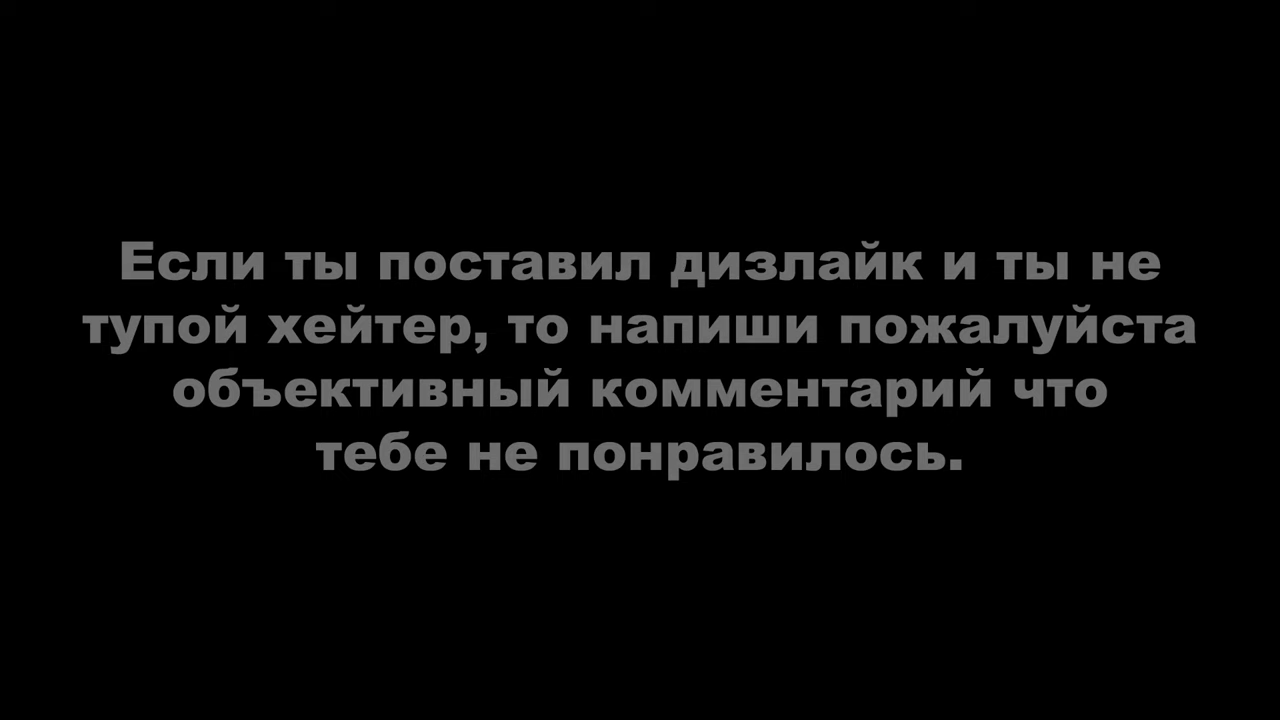 Если ты поставил дизлайк и ты не
тупой хейтер, то напиши пожалуйста
объективный комментарий что
тебе не понравилось.